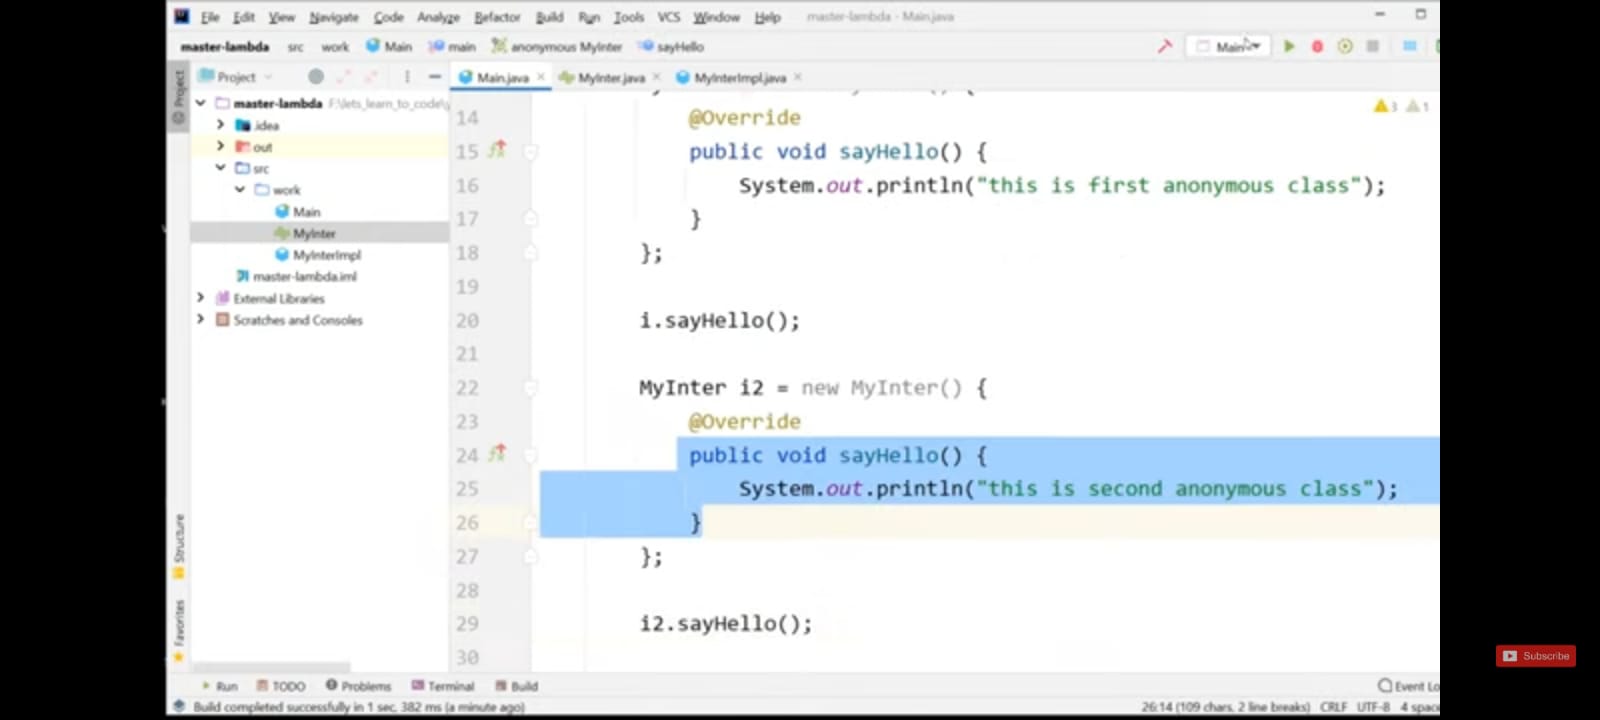 File Edit View Navigate Code Analyze Refactor Build Run Tools VCS Window Help master-lambda - Main.java
master-lambda src work Main main anonymous MyInter sayHello Main
Project Main.java MyInter.java MyInterImpl.java
Project
master-lambda
.idea
out
src
work
Main
MyInter
MyInterImpl
master-lambda.iml
External Libraries
Scratches and Consoles
Structure
Favorites
3 1
14 @Override
15 public void sayHello() {
16 System.out.println("this is first anonymous class");
17 }
18 };
19
20 i.sayHello();
21
22 MyInter i2 = new MyInter() {
23 @Override
24 public void sayHello() {
25 System.out.println("this is second anonymous class");
26 }
27 };
28
29 i2.sayHello();
30
Run TODO Problems Terminal Build Event Lo
Build completed successfully in 1 sec, 382 ms (a minute ago) 26:14 (109 chars, 2 line breaks) CRLF UTF-8 4 spac
Subscribe